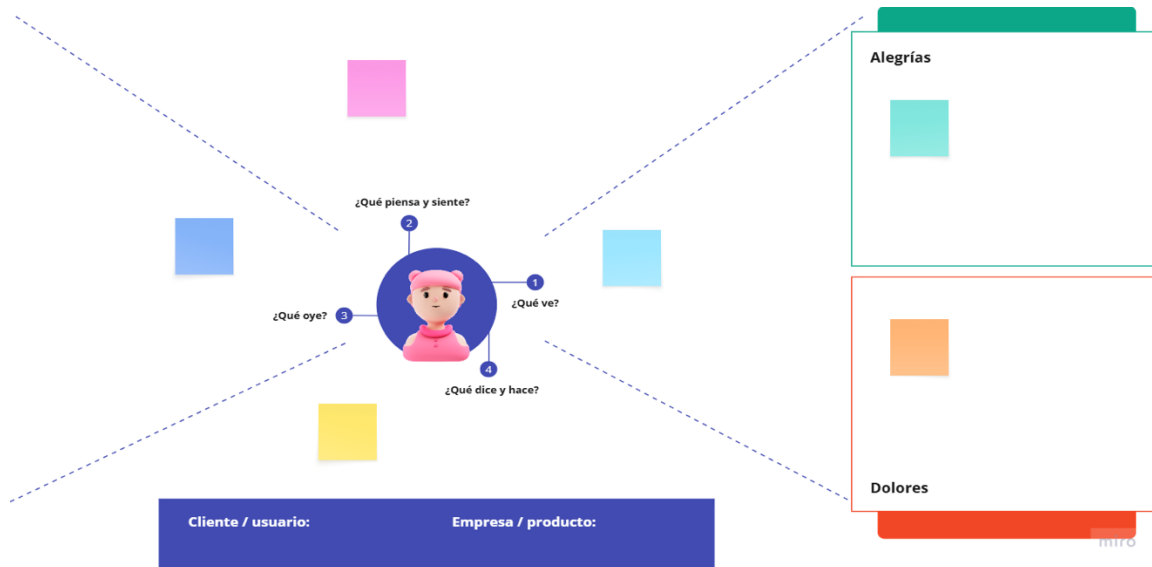 Alegrías
¿Qué piensa y siente?
2
1
¿Qué ve?
¿Qué oye?
3
4
¿Qué dice y hace?
Dolores
Cliente / usuario:
Empresa / producto:
miro